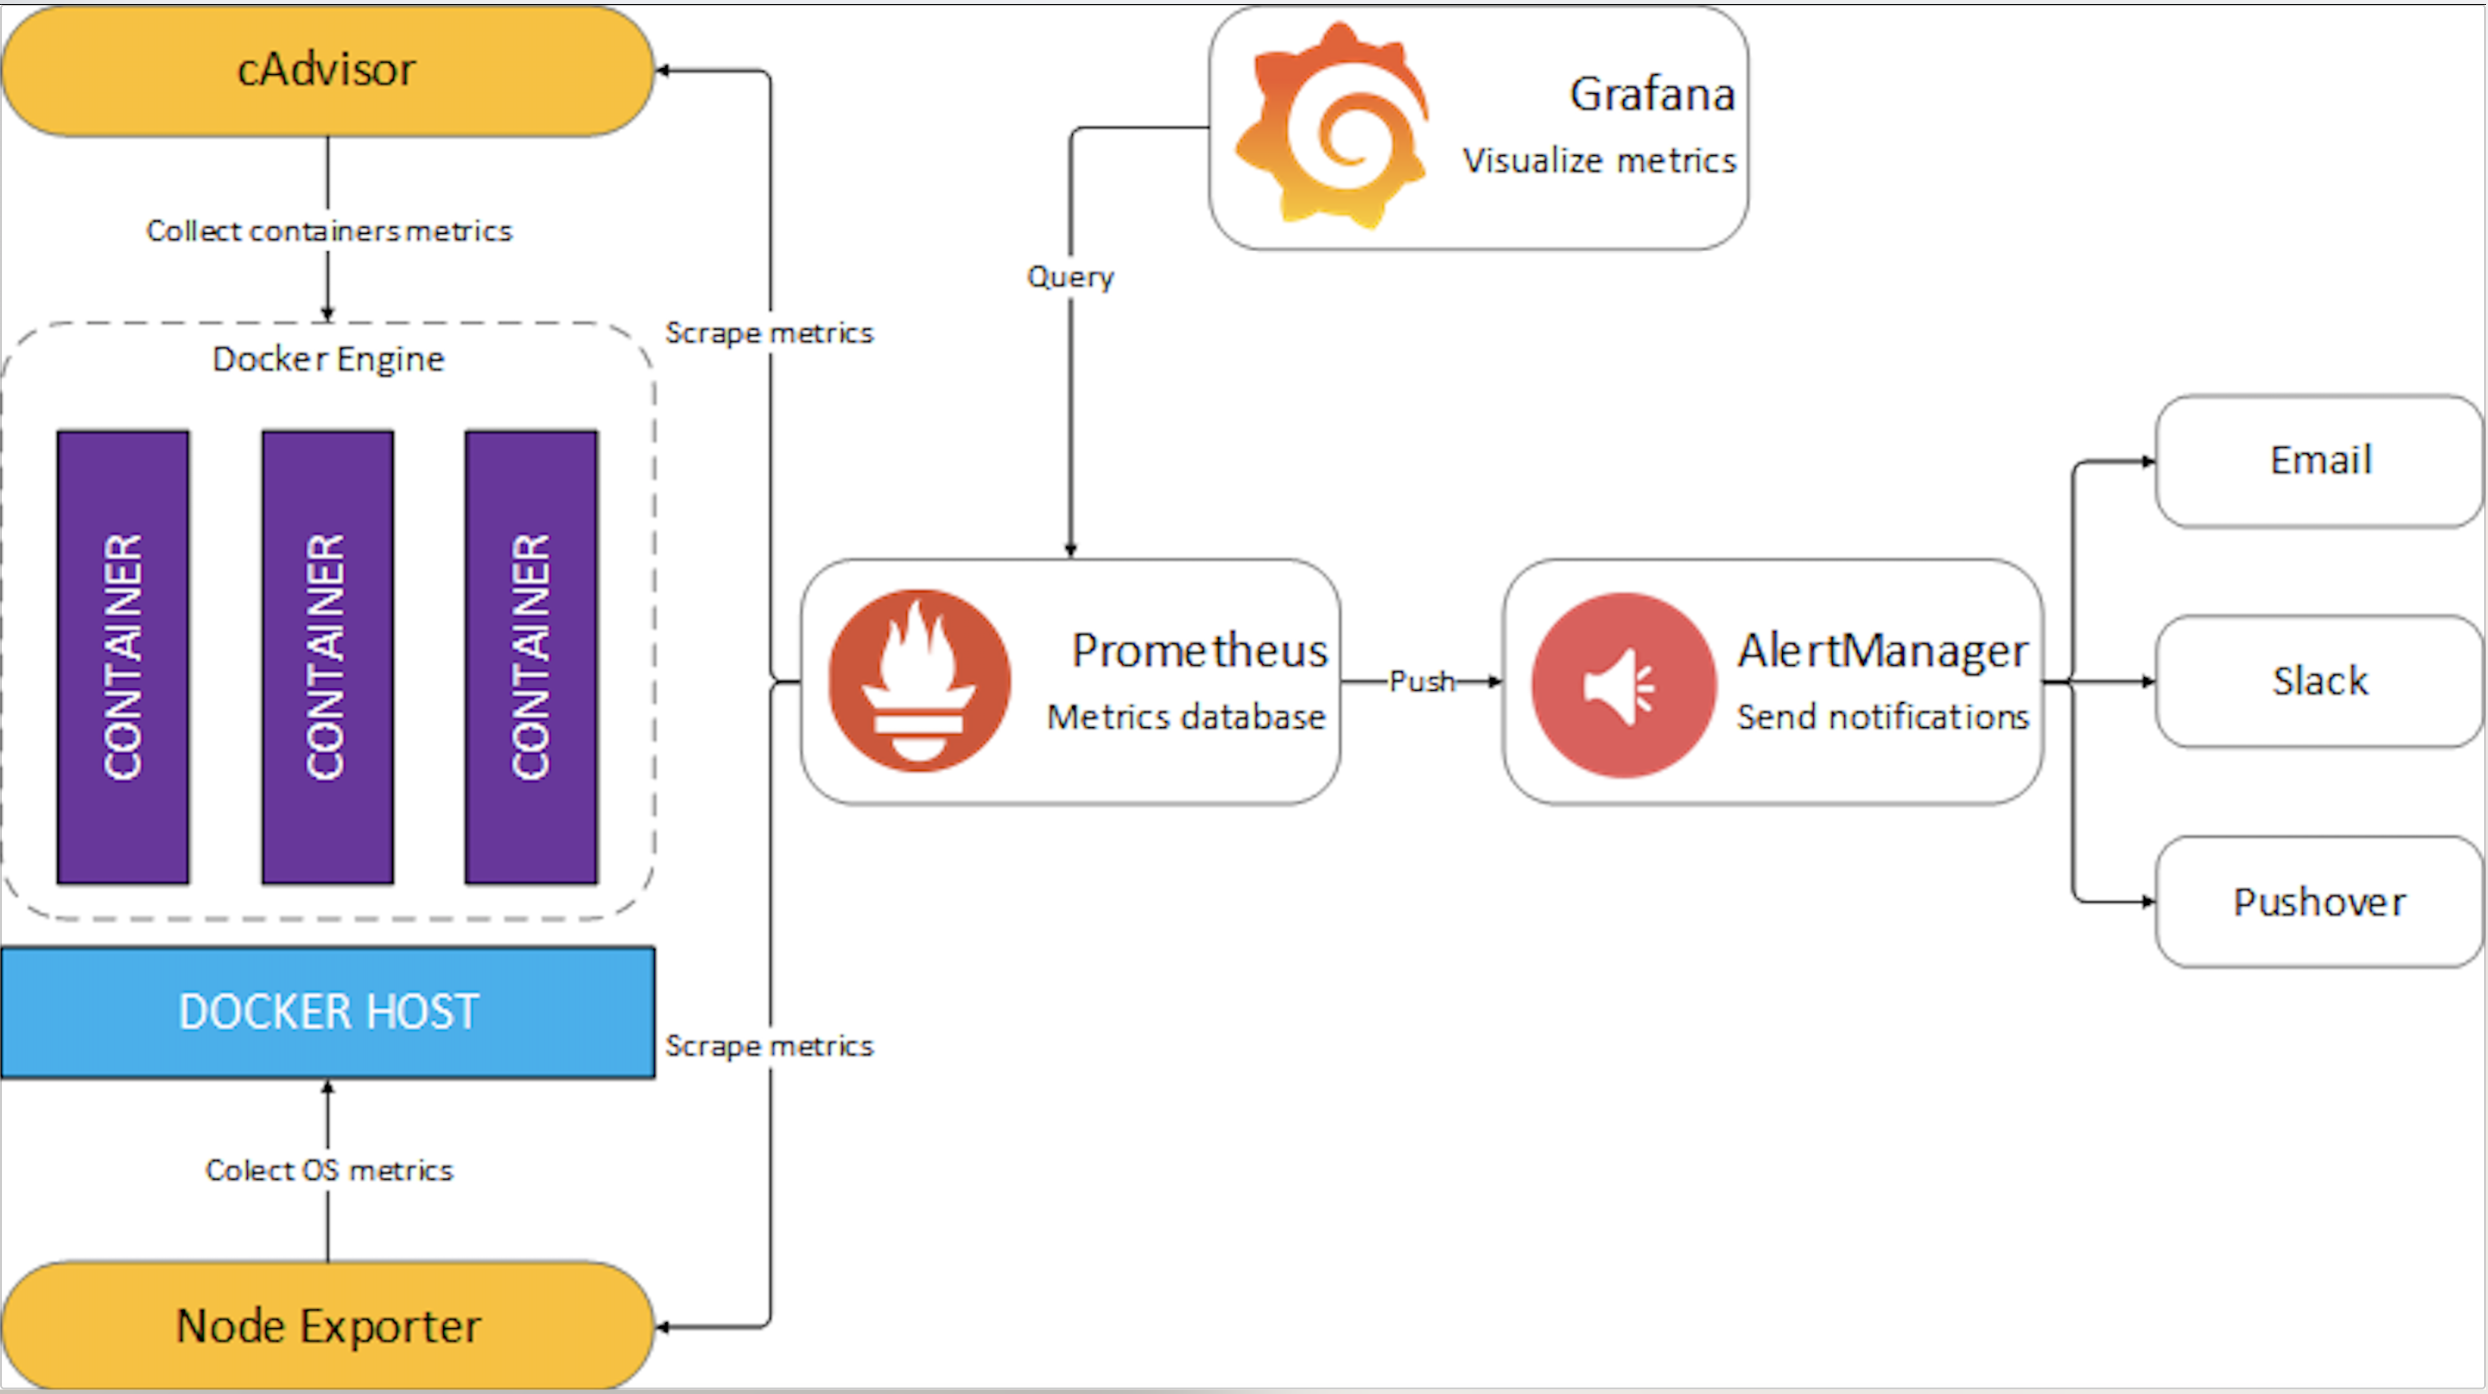 cAdvisor
Collect containers metrics
Docker Engine
CONTAINER
CONTAINER
CONTAINER
DOCKER HOST
Colect OS metrics
Node Exporter
Scrape metrics
Scrape metrics
Grafana
Visualize metrics
Query
Prometheus
Metrics database
Push
AlertManager
Send notifications
Email
Slack
Pushover